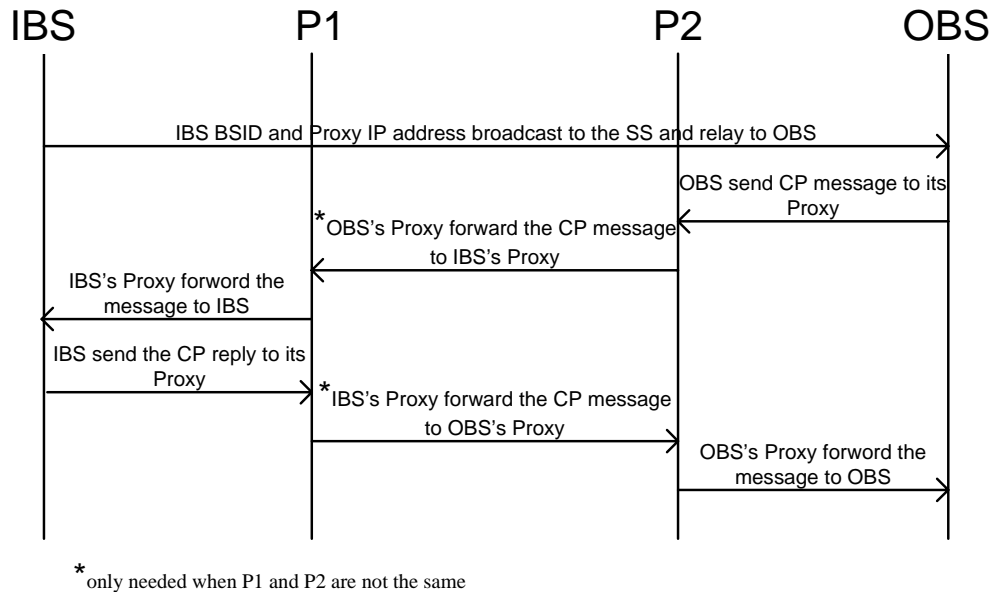 IBS P1 P2 OBS
IBS BSID and Proxy IP address broadcast to the SS and relay to OBS
OBS send CP message to its
Proxy
*OBS's Proxy forward the CP message
to IBS's Proxy
IBS's Proxy forword the
message to IBS
IBS send the CP reply to its
Proxy
*IBS's Proxy forward the CP message
to OBS's Proxy
OBS's Proxy forword the
message to OBS
*only needed when P1 and P2 are not the same